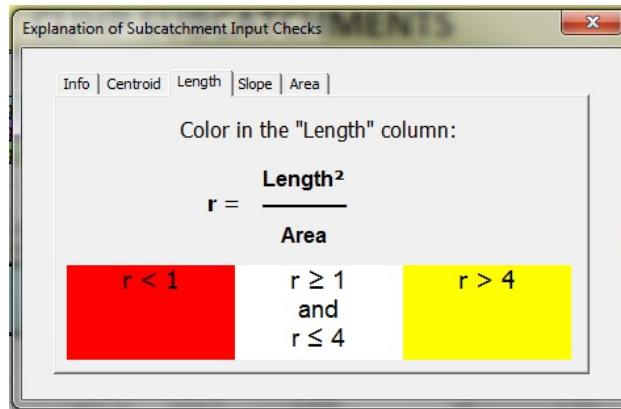 MENTS
Explanation of Subcatchment Input Checks
Info Centroid Length Slope Area
Color in the "Length" column:
r = Length²
Area
r < 1 r ≥ 1 r > 4
and
r ≤ 4